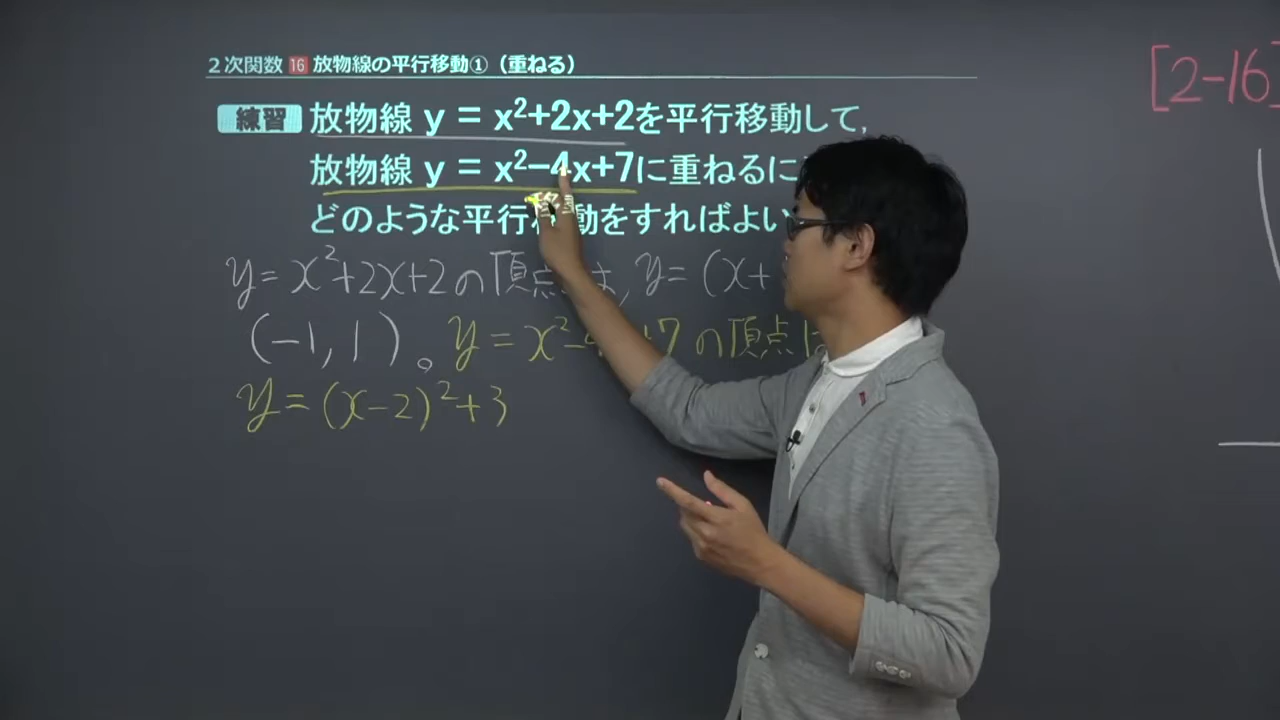 2次関数 16 放物線の平行移動①（重ねる）
[2-16]
練習 放物線 y = x²+2x+2を平行移動して,
放物線 y = x²−4x+7に重ねるに
どのような平行移動をすればよい
y=x²+2x+2の頂点は, y=(x+
(-1, 1)。y=x²-4x+7の頂点は
y=(x-2)²+3